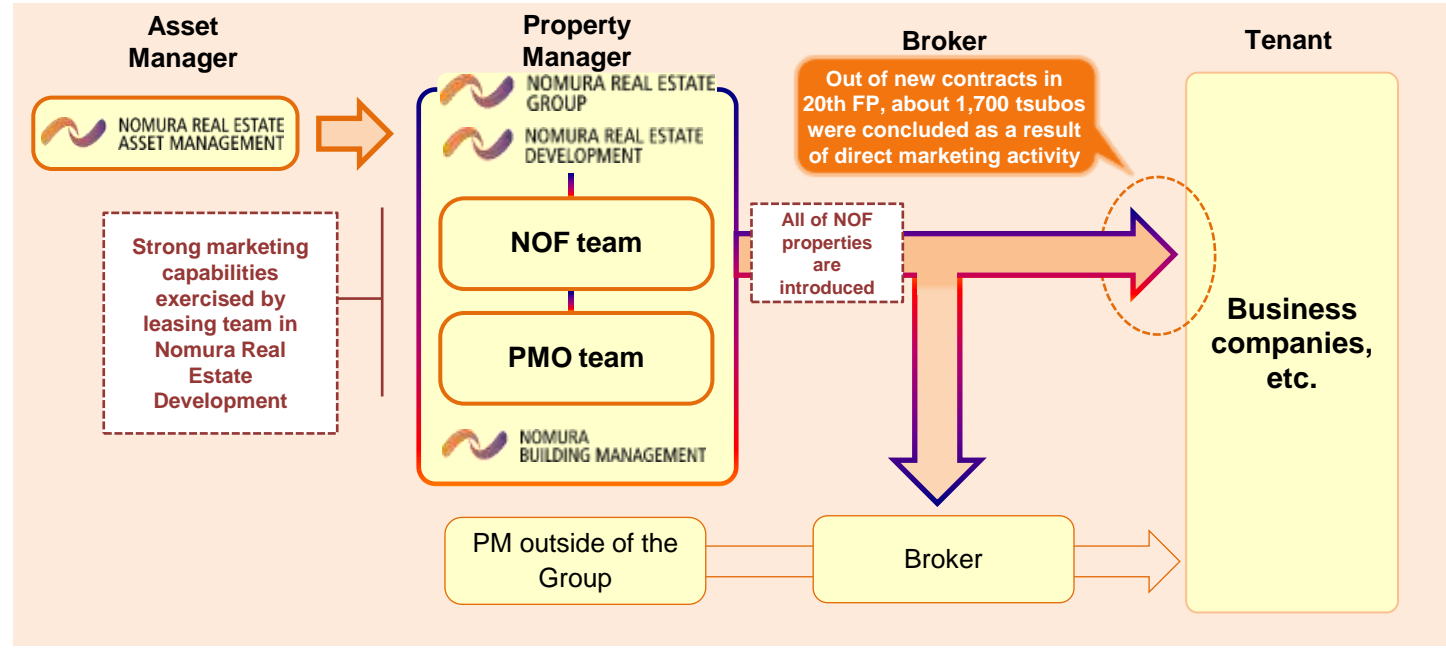 Asset
Manager
Property
Manager
Broker
Tenant
NOMURA REAL ESTATE
ASSET MANAGEMENT
NOMURA REAL ESTATE
GROUP
NOMURA REAL ESTATE
DEVELOPMENT
Out of new contracts in
20th FP, about 1,700 tsubos
were concluded as a result
of direct marketing activity
Strong marketing
capabilities
exercised by
leasing team in
Nomura Real
Estate
Development
NOF team
PMO team
NOMURA
BUILDING MANAGEMENT
All of NOF
properties
are
introduced
Business
companies,
etc.
PM outside of the
Group
Broker